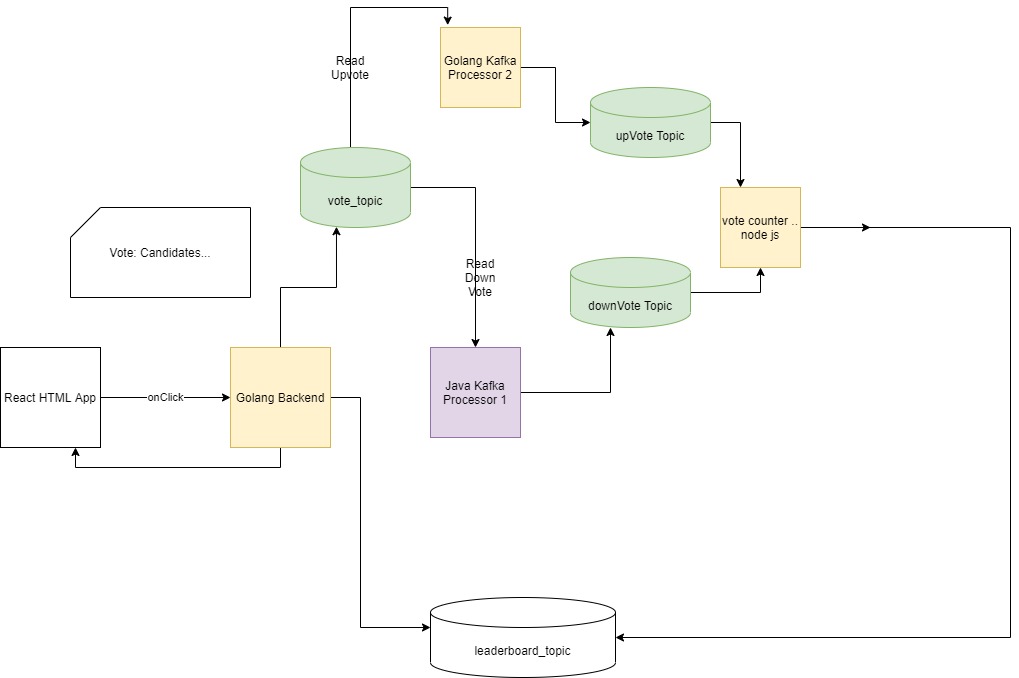 Read
Upvote
Golang Kafka
Processor 2
upVote Topic
vote_topic
vote counter ..
node js
Vote: Candidates...
Read
Down
Vote
downVote Topic
React HTML App
onClick
Golang Backend
Java Kafka
Processor 1
leaderboard_topic